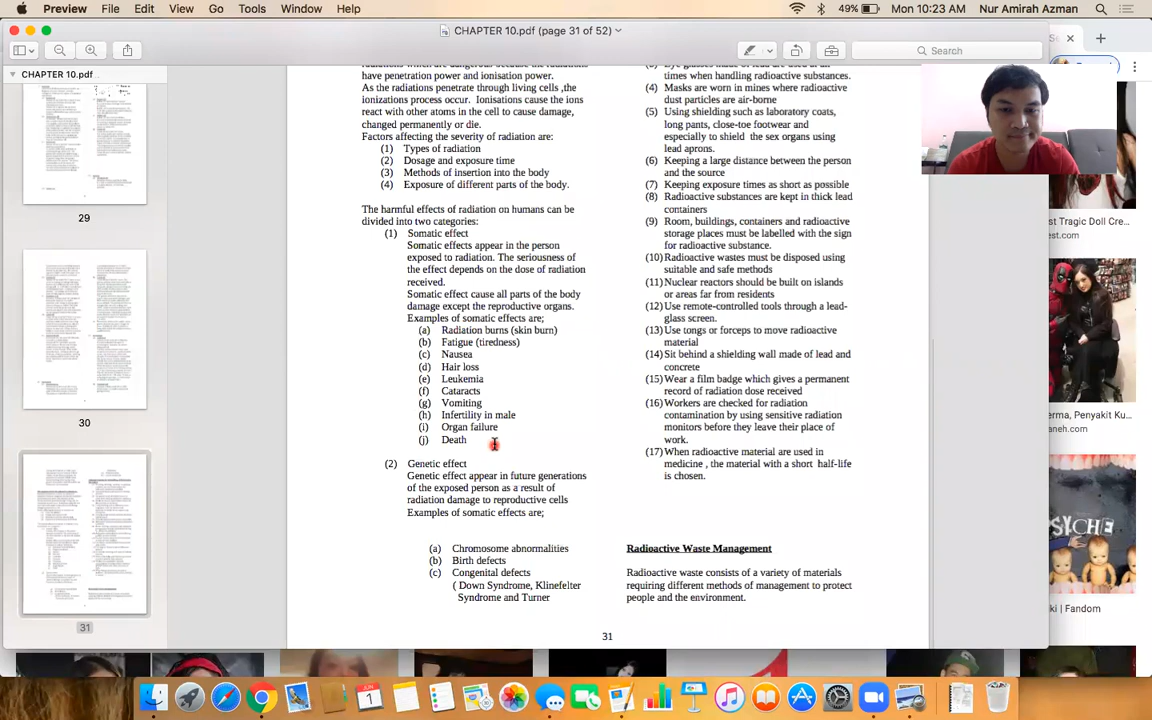 Preview File Edit View Go Tools Window Help
49% Mon 10:23 AM Nur Amirah Azman
CHAPTER 10.pdf (page 31 of 52)
Search
CHAPTER 10.pdf
29
30
31
have penetration power and ionisation power.
As the radiations penetrate through living cells ,the
ionizations process occur. Ionisations cause the ions
react with other atoms in the cell to cause damage,
changed permanently or die.
Factors affecting the severity of radiation are:
(1) Types of radiation
(2) Dosage and exposure time
(3) Methods of insertion into the body
(4) Exposure of different parts of the body.
The harmful effects of radiation on humans can be
divided into two categories:
(1) Somatic effect
Somatic effects appear in the person
exposed to radiation. The seriousness of
the effect depends on the dose of radiation
received.
Somatic effect cause all parts of the body
damage except the reproductive organs.
Examples of somatic effects are;
(a) Radiation burns (skin burn)
(b) Fatigue (tiredness)
(c) Nausea
(d) Hair loss
(e) Leukemia
(f) Cataracts
(g) Vomiting
(h) Infertility in male
(i) Organ failure
(j) Death
(2) Genetic effect
Genetic effect appear in future generations
of the exposed person as a result of
radiation damage to reproductive cells
Examples of somatic effects are;
(a) Chromosome abnormalities
(b) Birth defects
(c) Congenital defects
( Down Syndrome, Klinefelter
Syndrome and Turner
times when handling radioactive substances.
(4) Masks are worn in mines where radioactive
dust particles are air-borne
(5) Using shielding such as laboratory coats,
long pants, close-toe footwear and
especially to shield the sex organs using
lead aprons.
(6) Keeping a large distance between the person
and the source
(7) Keeping exposure times as short as possible
(8) Radioactive substances are kept in thick lead
containers
(9) Room, buildings, containers and radioactive
storage places must be labelled with the sign
for radioactive substance.
(10) Radioactive wastes must be disposed using
suitable and safe methods
(11) Nuclear reactors should be built on islands
or areas far from residents
(12) Use remote-controlled tools through a lead-
glass screen.
(13) Use tongs or forceps to move radioactive
material
(14) Sit behind a shielding wall made of lead and
concrete
(15) Wear a film badge which gives a permanent
record of radiation dose received
(16) Workers are checked for radiation
contamination by using sensitive radiation
monitors before they leave their place of
work.
(17) When radioactive material are used in
medicine , the material with a short half-life
is chosen.
Radioactive Waste Management
Radioactive waste consists of a variety of materials
requiring different methods of management to protect
people and the environment.
31
st Tragic Doll Cre...
est.com
erma, Penyakit Ku...
aneh.com
PSYCHE
ki | Fandom
JUN
1